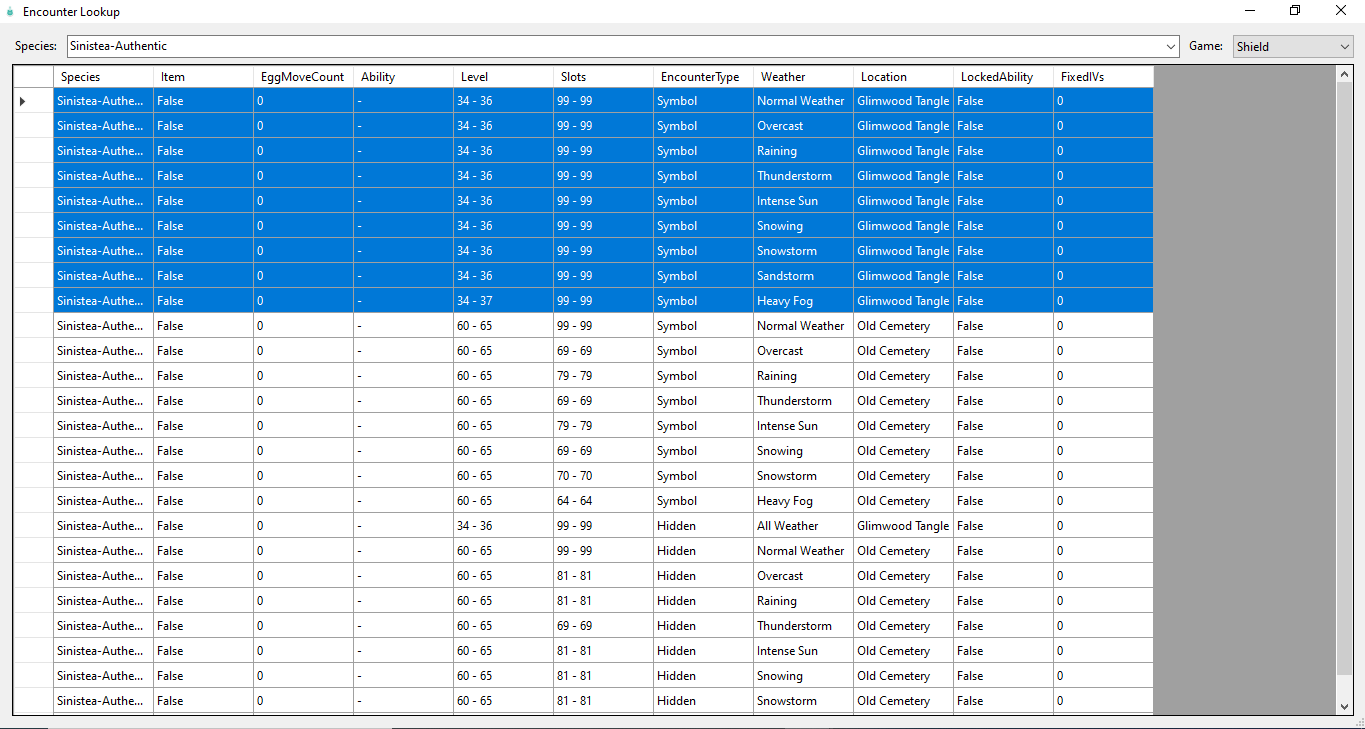 Encounter Lookup
Species: Sinistea-Authentic Game: Shield
Species Item EggMoveCount Ability Level Slots EncounterType Weather Location LockedAbility FixedIVs
Sinistea-Authe... False 0 - 34 - 36 99 - 99 Symbol Normal Weather Glimwood Tangle False 0
Sinistea-Authe... False 0 - 34 - 36 99 - 99 Symbol Overcast Glimwood Tangle False 0
Sinistea-Authe... False 0 - 34 - 36 99 - 99 Symbol Raining Glimwood Tangle False 0
Sinistea-Authe... False 0 - 34 - 36 99 - 99 Symbol Thunderstorm Glimwood Tangle False 0
Sinistea-Authe... False 0 - 34 - 36 99 - 99 Symbol Intense Sun Glimwood Tangle False 0
Sinistea-Authe... False 0 - 34 - 36 99 - 99 Symbol Snowing Glimwood Tangle False 0
Sinistea-Authe... False 0 - 34 - 36 99 - 99 Symbol Snowstorm Glimwood Tangle False 0
Sinistea-Authe... False 0 - 34 - 36 99 - 99 Symbol Sandstorm Glimwood Tangle False 0
Sinistea-Authe... False 0 - 34 - 37 99 - 99 Symbol Heavy Fog Glimwood Tangle False 0
Sinistea-Authe... False 0 - 60 - 65 99 - 99 Symbol Normal Weather Old Cemetery False 0
Sinistea-Authe... False 0 - 60 - 65 69 - 69 Symbol Overcast Old Cemetery False 0
Sinistea-Authe... False 0 - 60 - 65 79 - 79 Symbol Raining Old Cemetery False 0
Sinistea-Authe... False 0 - 60 - 65 69 - 69 Symbol Thunderstorm Old Cemetery False 0
Sinistea-Authe... False 0 - 60 - 65 79 - 79 Symbol Intense Sun Old Cemetery False 0
Sinistea-Authe... False 0 - 60 - 65 69 - 69 Symbol Snowing Old Cemetery False 0
Sinistea-Authe... False 0 - 60 - 65 70 - 70 Symbol Snowstorm Old Cemetery False 0
Sinistea-Authe... False 0 - 60 - 65 64 - 64 Symbol Heavy Fog Old Cemetery False 0
Sinistea-Authe... False 0 - 34 - 36 99 - 99 Hidden All Weather Glimwood Tangle False 0
Sinistea-Authe... False 0 - 60 - 65 99 - 99 Hidden Normal Weather Old Cemetery False 0
Sinistea-Authe... False 0 - 60 - 65 81 - 81 Hidden Overcast Old Cemetery False 0
Sinistea-Authe... False 0 - 60 - 65 81 - 81 Hidden Raining Old Cemetery False 0
Sinistea-Authe... False 0 - 60 - 65 69 - 69 Hidden Thunderstorm Old Cemetery False 0
Sinistea-Authe... False 0 - 60 - 65 81 - 81 Hidden Intense Sun Old Cemetery False 0
Sinistea-Authe... False 0 - 60 - 65 81 - 81 Hidden Snowing Old Cemetery False 0
Sinistea-Authe... False 0 - 60 - 65 81 - 81 Hidden Snowstorm Old Cemetery False 0